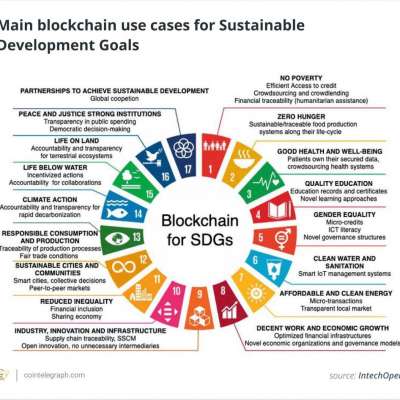 Main blockchain use cases for Sustainable
Development Goals
NO POVERTY
Efficient Access to credit
Crowdsourcing and crowdlending
Financial traceability (humanitarian assistance)
ZERO HUNGER
Sustainable/traceable food production
systems along their life-cycle
GOOD HEALTH AND WELL-BEING
Patients own their secured data,
crowdsourcing health systems
QUALITY EDUCATION
Education records and certificates
Novel learning approaches
GENDER EQUALITY
Micro-credits
ICT literacy
Novel governance structures
CLEAN WATER AND
SANITATION
Smart IoT management systems
AFFORDABLE AND CLEAN ENERGY
Micro-transactions
Transparent local market
DECENT WORK AND ECONOMIC GROWTH
Optimized financial infrastructures
Novel economic organizations and governance models
INDUSTRY, INNOVATION AND INFRASTRUCTURE
Supply chain traceability, SSCM
Open innovation, no unnecessary intermediaries
REDUCED INEQUALITY
Financial inclusion
Sharing economy
SUSTAINABLE CITIES AND
COMMUNITIES
Smart cities, collective decisions
Peer-to-peer markets
RESPONSIBLE CONSUMPTION
AND PRODUCTION
Traceability of production processes
Fair trade conditions
CLIMATE ACTION
Accountability and transparency for
rapid decarbonization
LIFE BELOW WATER
Incentivized actions
Accountability for collaborations
LIFE ON LAND
Accountability and transparency
for terrestrial ecosystems
PEACE AND JUSTICE STRONG INSTITUTIONS
Transparency in public spending
Democratic decision-making
PARTNERSHIPS TO ACHIEVE SUSTAINABLE DEVELOPMENT
Global coopetion
1
2
3
4
5
6
7
8
9
10
11
12
13
14
15
16
17
Blockchain
for SDGs
cointelegraph.com
source: IntechOpe